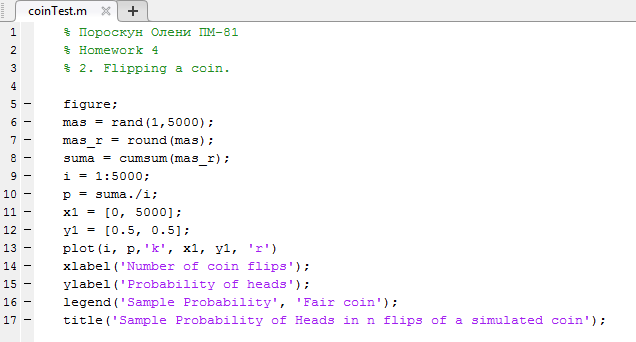 coinTest.m
1 % Пороскун Олени ПМ-81
2 % Homework 4
3 % 2. Flipping a coin.
4
5 – figure;
6 – mas = rand(1,5000);
7 – mas_r = round(mas);
8 – suma = cumsum(mas_r);
9 – i = 1:5000;
10 – p = suma./i;
11 – x1 = [0, 5000];
12 – y1 = [0.5, 0.5];
13 – plot(i, p,'k', x1, y1, 'r')
14 – xlabel('Number of coin flips');
15 – ylabel('Probability of heads');
16 – legend('Sample Probability', 'Fair coin');
17 – title('Sample Probability of Heads in n flips of a simulated coin');